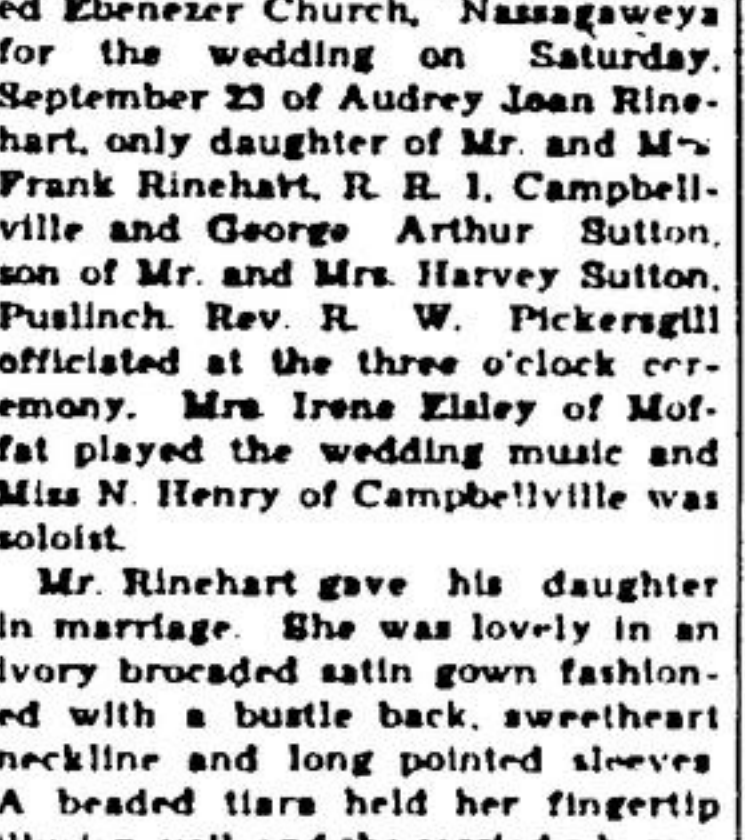 ed Ebenezer Church, Nassagaweya
for the wedding on Saturday,
September 23 of Audrey Joan Rine-
hart, only daughter of Mr. and Mrs
Frank Rinehart, R. R. 1, Campbell-
ville and George Arthur Sutton,
son of Mr. and Mrs. Harvey Sutton,
Puslinch. Rev. R. W. Pickersgill
officiated at the three o'clock cer-
emony. Mrs. Irene Elsley of Mof-
fat played the wedding music and
Miss N. Henry of Campbellville was
soloist.
Mr. Rinehart gave his daughter
in marriage. She was lovely in an
ivory brocaded satin gown fashion-
ed with a bustle back, sweetheart
neckline and long pointed sleeves
A beaded tiara held her fingertip